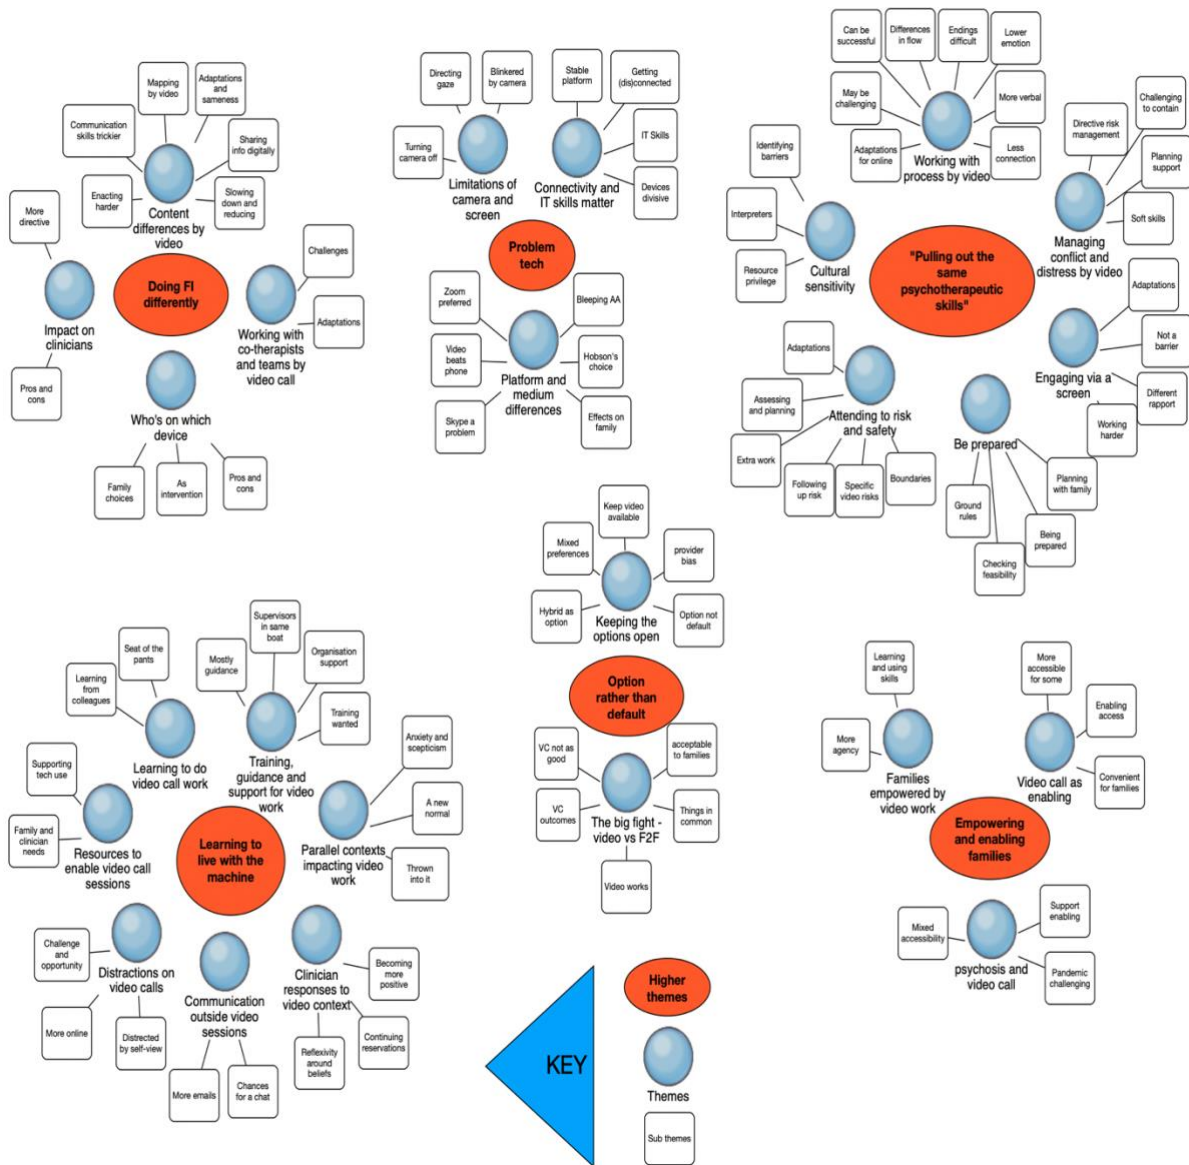 Mapping
by video
Adaptations
and
sameness
Communication
skills trickier
Sharing
info digitally
Enacting
harder
Slowing
down and
reducing
Content
differences by
video
More
directive
Doing FI
differently
Challenges
Impact on
clinicians
Adaptations
Working with
co-therapists
and teams by
video call
Pros and
cons
Who's on which
device
Family
choices
As
intervention
Pros and
cons
Directing
gaze
Blinkered
by camera
Stable
platform
Getting
(dis)connected
Turning
camera off
IT Skills
Devices
divisive
Limitations of
camera and
screen
Connectivity and
IT skills matter
Problem
tech
Zoom
preferred
Bleeping AA
Video
beats
phone
Hobson's
choice
Skype a
problem
Effects on
family
Platform and
medium
differences
Can be
successful
Differences
in flow
Endings
difficult
Lower
emotion
May be
challenging
More verbal
Adaptations
for online
Less
connection
Working with
process by video
Directive risk
management
Challenging
to contain
Planning
support
Soft skills
Managing
conflict and
distress by video
Identifying
barriers
Interpreters
Resource
privilege
Cultural
sensitivity
"Pulling out the
same
psychotherapeutic
skills"
Adaptations
Not a
barrier
Different
rapport
Working
harder
Engaging via a
screen
Adaptations
Assessing
and planning
Extra work
Following
up risk
Specific
video risks
Boundaries
Attending to risk
and safety
Be prepared
Ground
rules
Checking
feasibility
Being
prepared
Planning
with family
Keep video
available
Mixed
preferences
provider
bias
Hybrid as
option
Option not
default
Keeping the
options open
Option
rather than
default
VC not as
good
acceptable
to families
VC
outcomes
Things in
common
The big fight -
video vs F2F
Video works
Seat of the
pants
Learning
from
colleagues
Learning to do
video call work
Mostly
guidance
Supervisors
in same
boat
Organisation
support
Training
wanted
Training,
guidance and
support for video
work
Supporting
tech use
Family and
clinician
needs
Resources to
enable video call
sessions
Learning to
live with the
machine
Anxiety and
scepticism
A new
normal
Thrown
into it
Parallel contexts
impacting video
work
Challenge
and
opportunity
More online
Distrected
by self-view
Distractions on
video calls
Communication
outside video
sessions
More emails
Chances
for a chat
Clinician
responses to
video context
Becoming
more
positive
Continuing
reservations
Reflexivity
around
beliefs
Learning
and using
skills
More
agency
Families
empowered by
video work
More
accessible
for some
Enabling
access
Convenient
for families
Video call as
enabling
Empowering
and enabling
families
Mixed
accessibility
Support
enabling
Pandemic
challenging
psychosis and
video call
KEY
Higher
themes
Themes
Sub themes